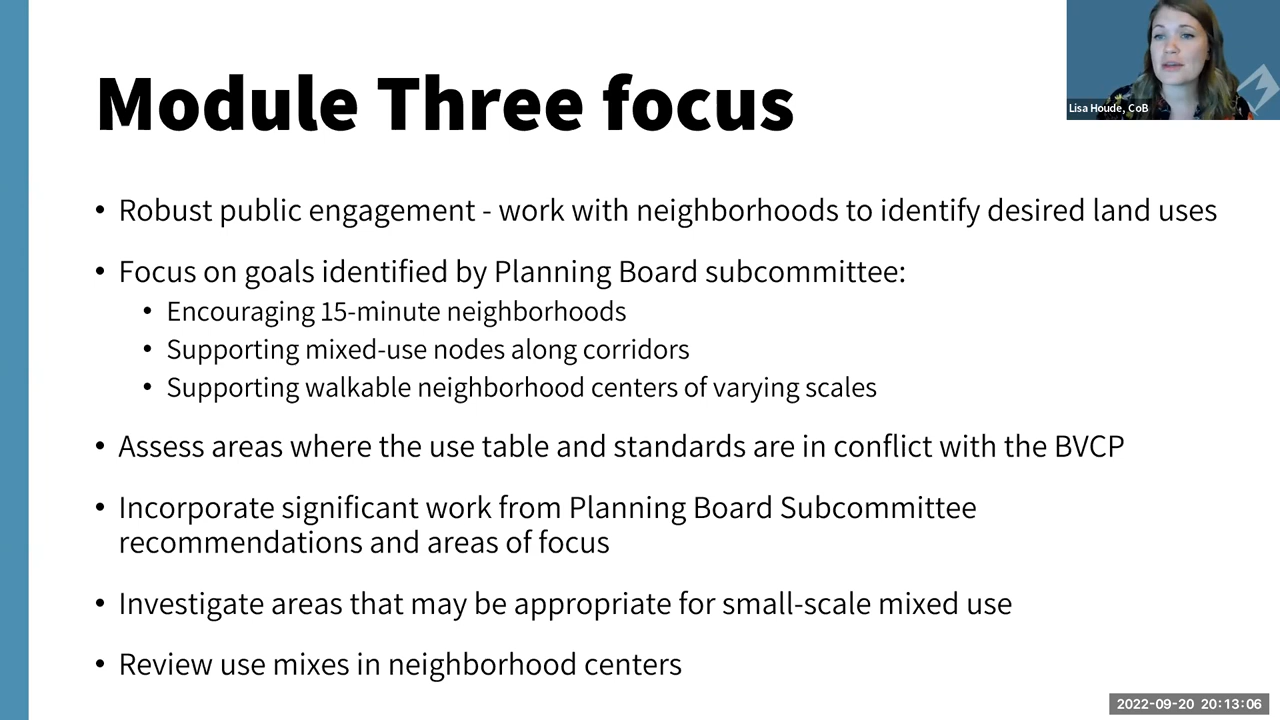 Module Three focus
Lisa Houde, CoB
• Robust public engagement - work with neighborhoods to identify desired land uses
• Focus on goals identified by Planning Board subcommittee:
• Encouraging 15-minute neighborhoods
• Supporting mixed-use nodes along corridors
• Supporting walkable neighborhood centers of varying scales
• Assess areas where the use table and standards are in conflict with the BVCP
• Incorporate significant work from Planning Board Subcommittee
recommendations and areas of focus
• Investigate areas that may be appropriate for small-scale mixed use
• Review use mixes in neighborhood centers
2022-09-20 20:13:06